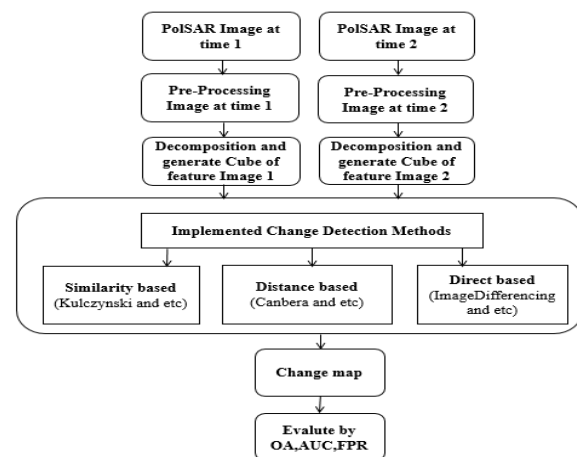 PolSAR Image at
time 1
PolSAR Image at
time 2
Pre-Processing
Image at time 1
Pre-Processing
Image at time 2
Decomposition and
generate Cube of
feature Image 1
Decomposition and
generate Cube of
feature Image 2
Implemented Change Detection Methods
Similarity based
(Kulczynski and etc)
Distance based
(Canbera and etc)
Direct based
(ImageDifferencing
and etc)
Change map
Evalute by
OA,AUC,FPR